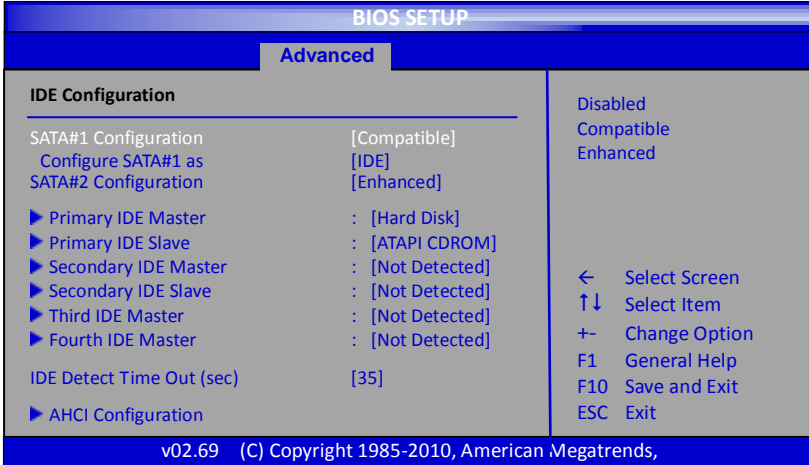 BIOS SETUP
Advanced
IDE Configuration
SATA#1 Configuration [Compatible]
Configure SATA#1 as [IDE]
SATA#2 Configuration [Enhanced]
Primary IDE Master : [Hard Disk]
Primary IDE Slave : [ATAPI CDROM]
Secondary IDE Master : [Not Detected]
Secondary IDE Slave : [Not Detected]
Third IDE Master : [Not Detected]
Fourth IDE Master : [Not Detected]
IDE Detect Time Out (sec) [35]
AHCI Configuration
Disabled
Compatible
Enhanced
← Select Screen
↑↓ Select Item
+- Change Option
F1 General Help
F10 Save and Exit
ESC Exit
v02.69 (C) Copyright 1985-2010, American Megatrends,